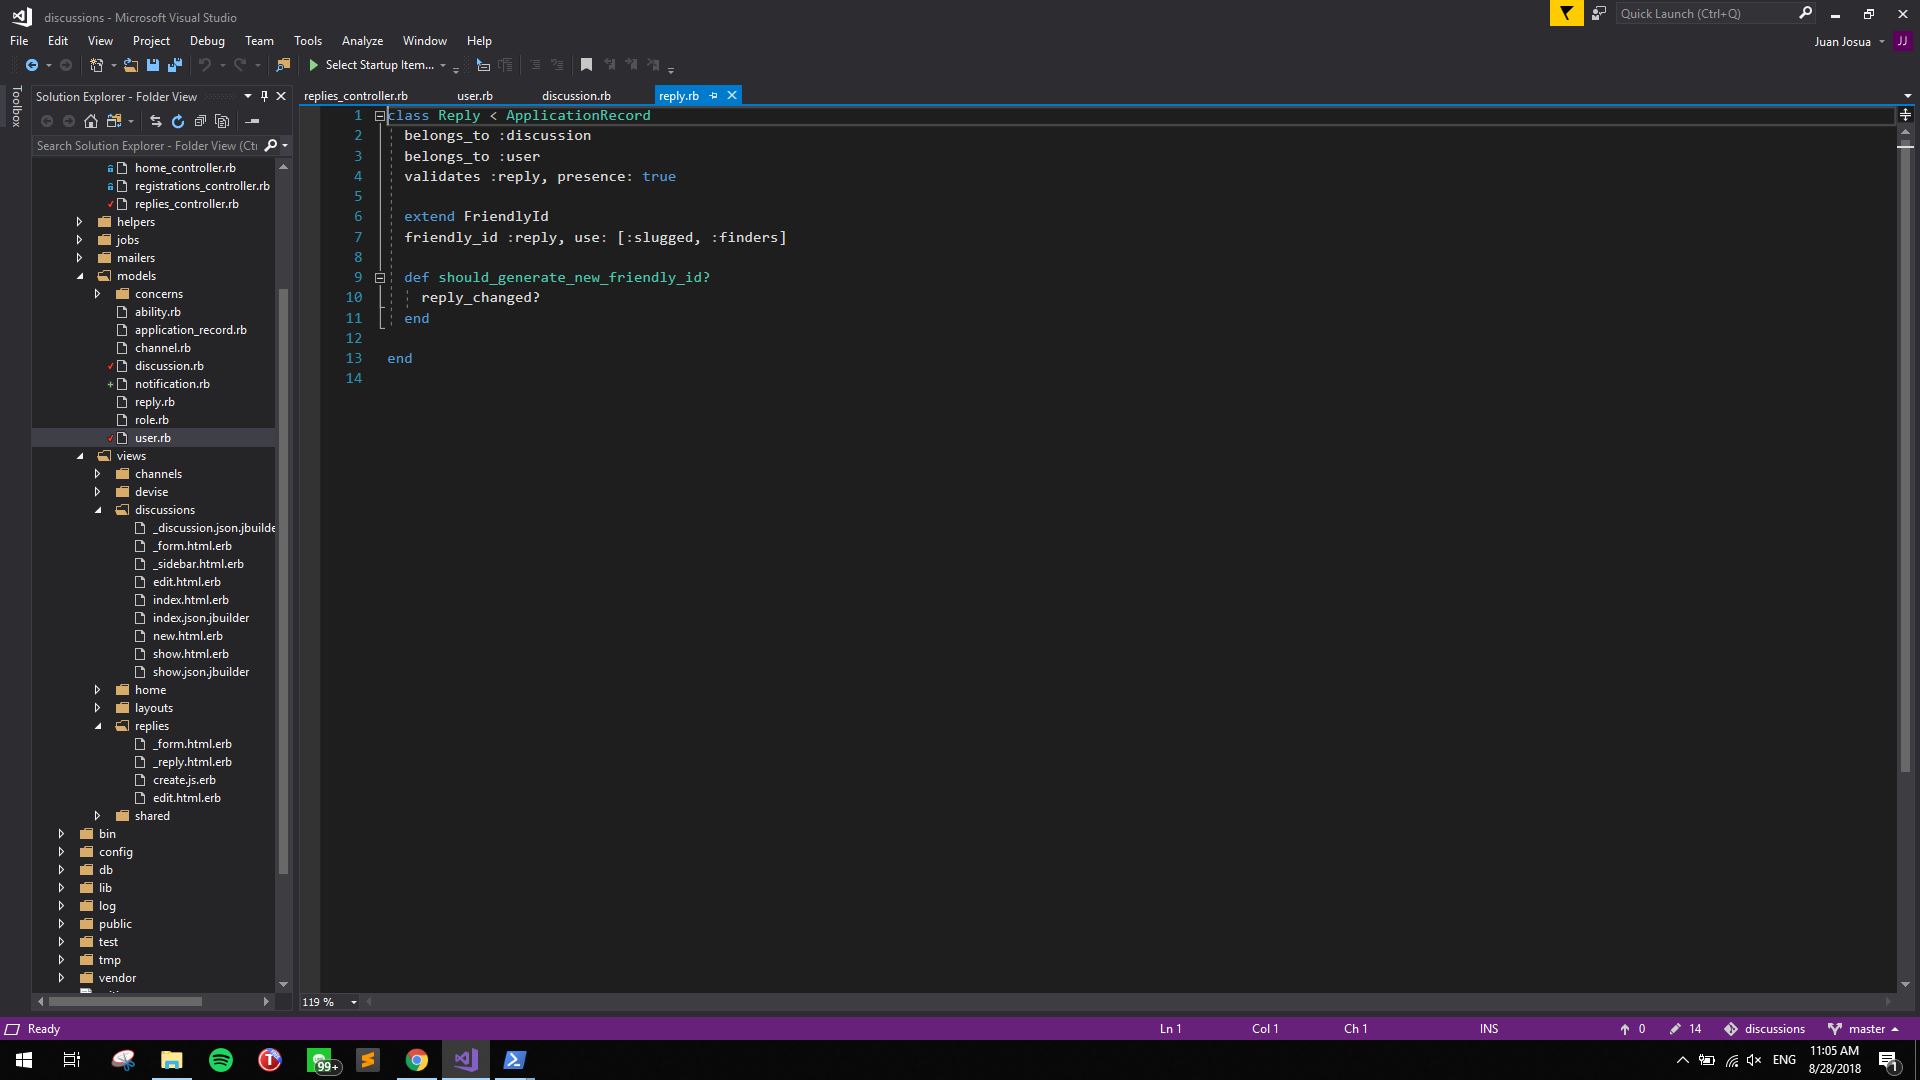 discussions - Microsoft Visual Studio
Quick Launch (Ctrl+Q)
File Edit View Project Debug Team Tools Analyze Window Help
Juan Josua JJ
Select Startup Item...
Toolbox
Solution Explorer - Folder View
replies_controller.rb user.rb discussion.rb reply.rb
Search Solution Explorer - Folder View (Ctr
home_controller.rb
registrations_controller.rb
replies_controller.rb
helpers
jobs
mailers
models
concerns
ability.rb
application_record.rb
channel.rb
discussion.rb
notification.rb
reply.rb
role.rb
user.rb
views
channels
devise
discussions
_discussion.json.jbuilde
_form.html.erb
_sidebar.html.erb
edit.html.erb
index.html.erb
index.json.jbuilder
new.html.erb
show.html.erb
show.json.jbuilder
home
layouts
replies
_form.html.erb
_reply.html.erb
create.js.erb
edit.html.erb
shared
bin
config
db
lib
log
public
test
tmp
vendor
1 class Reply < ApplicationRecord
2 belongs_to :discussion
3 belongs_to :user
4 validates :reply, presence: true
5
6 extend FriendlyId
7 friendly_id :reply, use: [:slugged, :finders]
8
9 def should_generate_new_friendly_id?
10 reply_changed?
11 end
12
13 end
14
119 %
Ready Ln 1 Col 1 Ch 1 INS 0 14 discussions master
99+ ENG 11:05 AM
8/28/2018 1